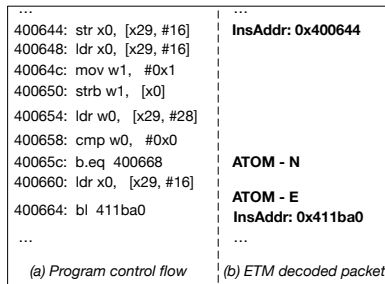 ... ...
400644: str x0, [x29, #16] InsAddr: 0x400644
400648: ldr x0, [x29, #16]
40064c: mov w1, #0x1
400650: strb w1, [x0]
400654: ldr w0, [x29, #28]
400658: cmp w0, #0x0
40065c: b.eq 400668 ATOM - N
400660: ldr x0, [x29, #16]
ATOM - E
400664: bl 411ba0
InsAddr: 0x411ba0
... ...
(a) Program control flow (b) ETM decoded packet